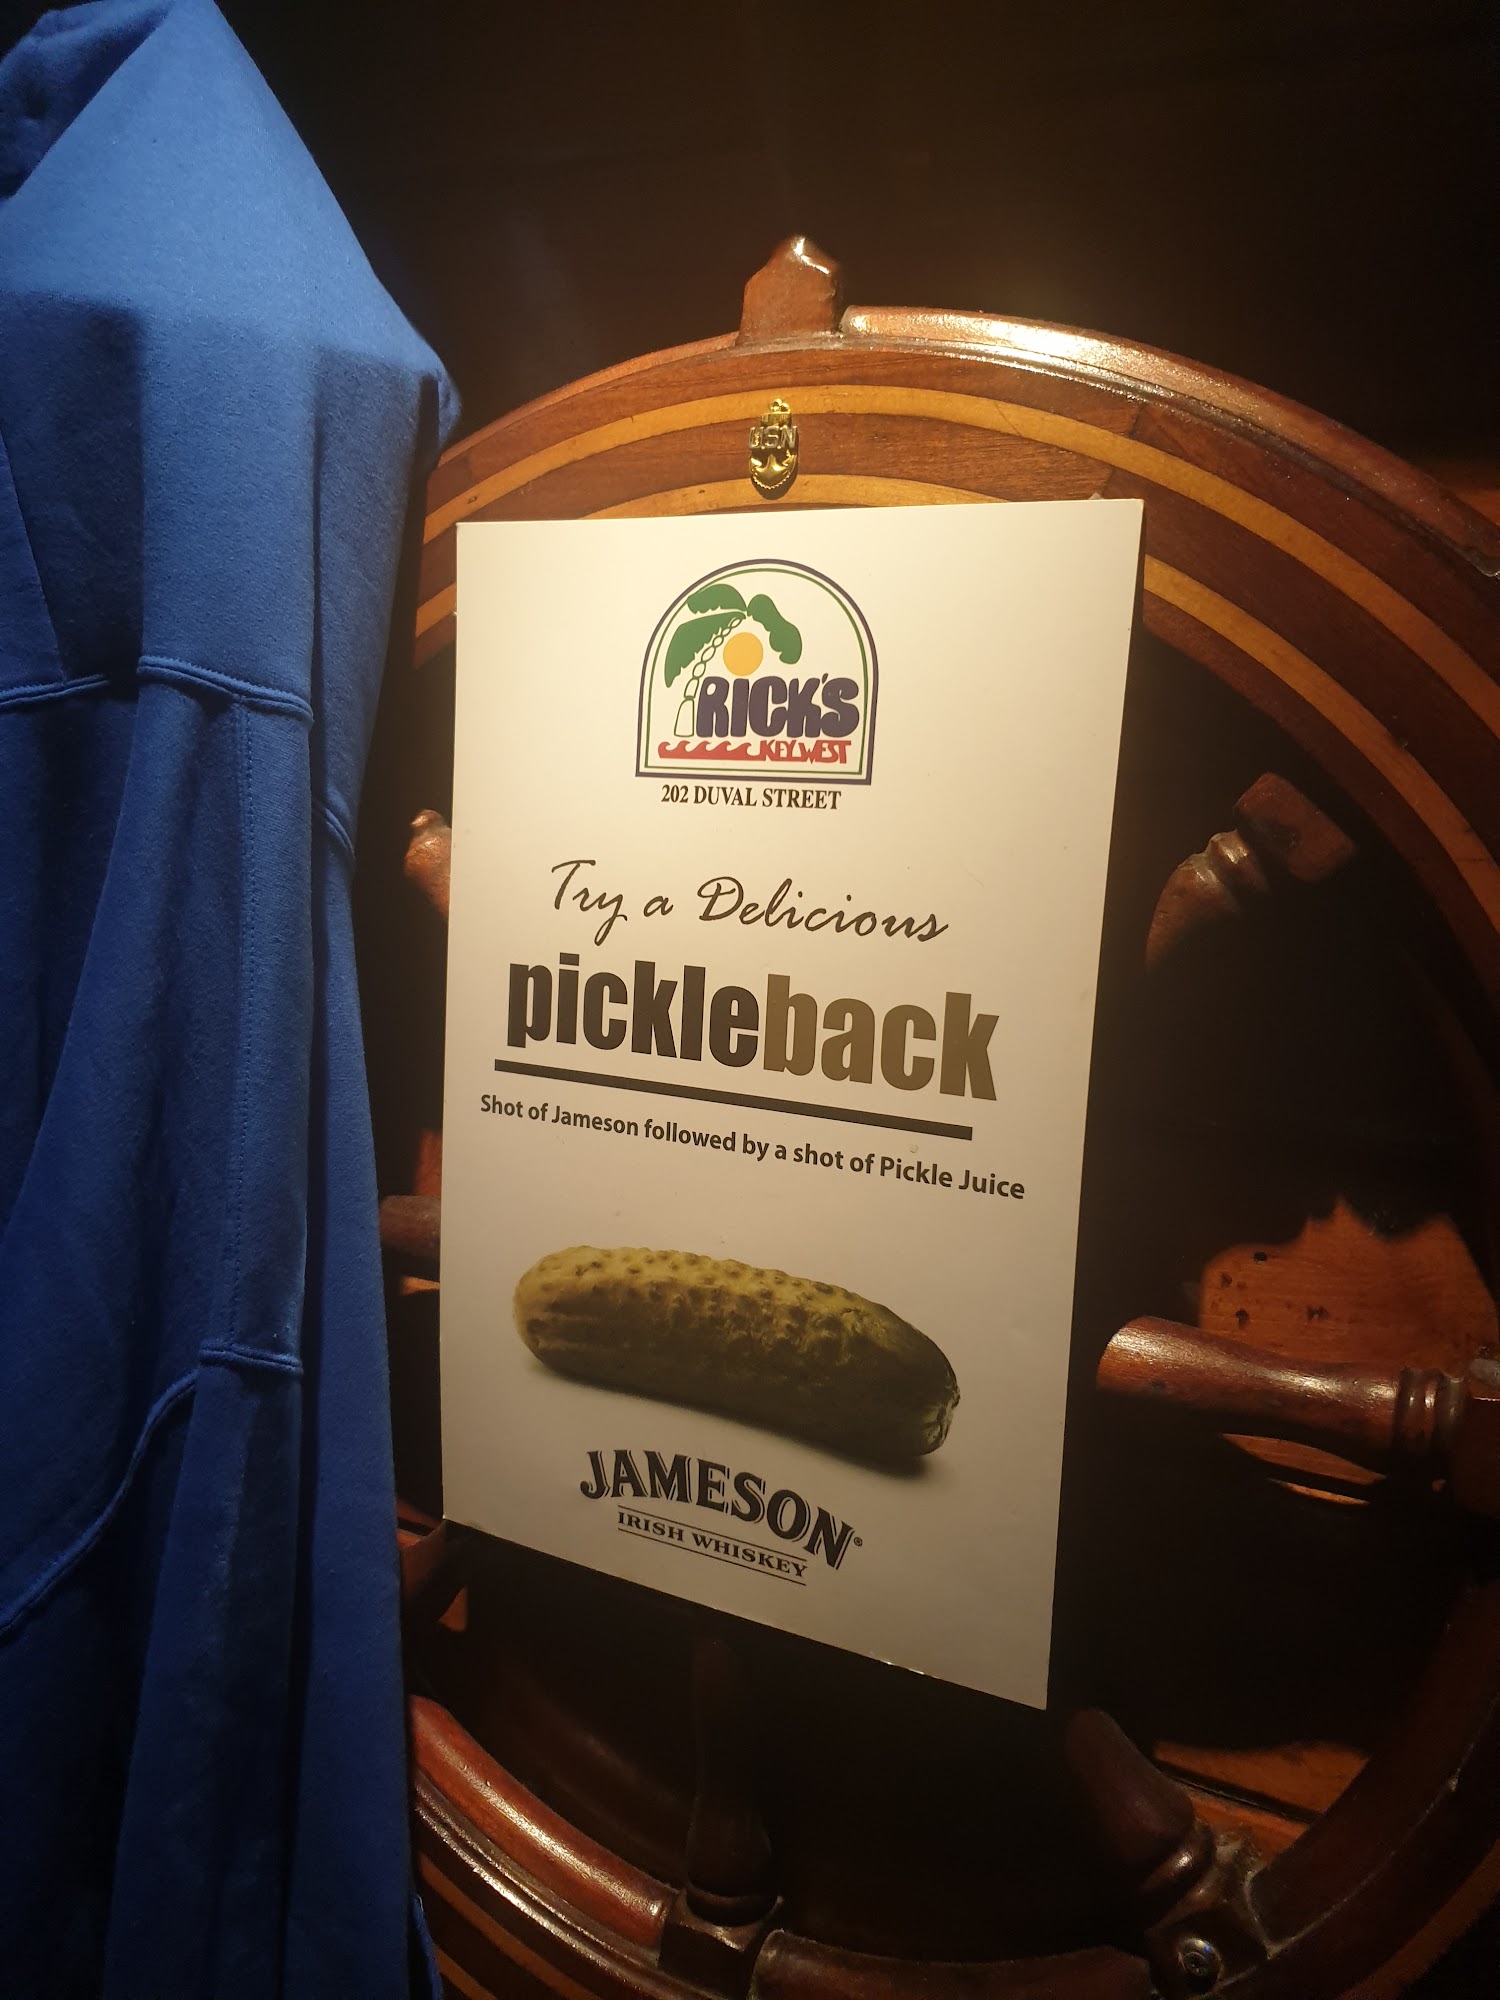 USN
RICK'S
KEY WEST
202 DUVAL STREET
Try a Delicious
pickleback
Shot of Jameson followed by a shot of Pickle Juice
JAMESON®
IRISH WHISKEY